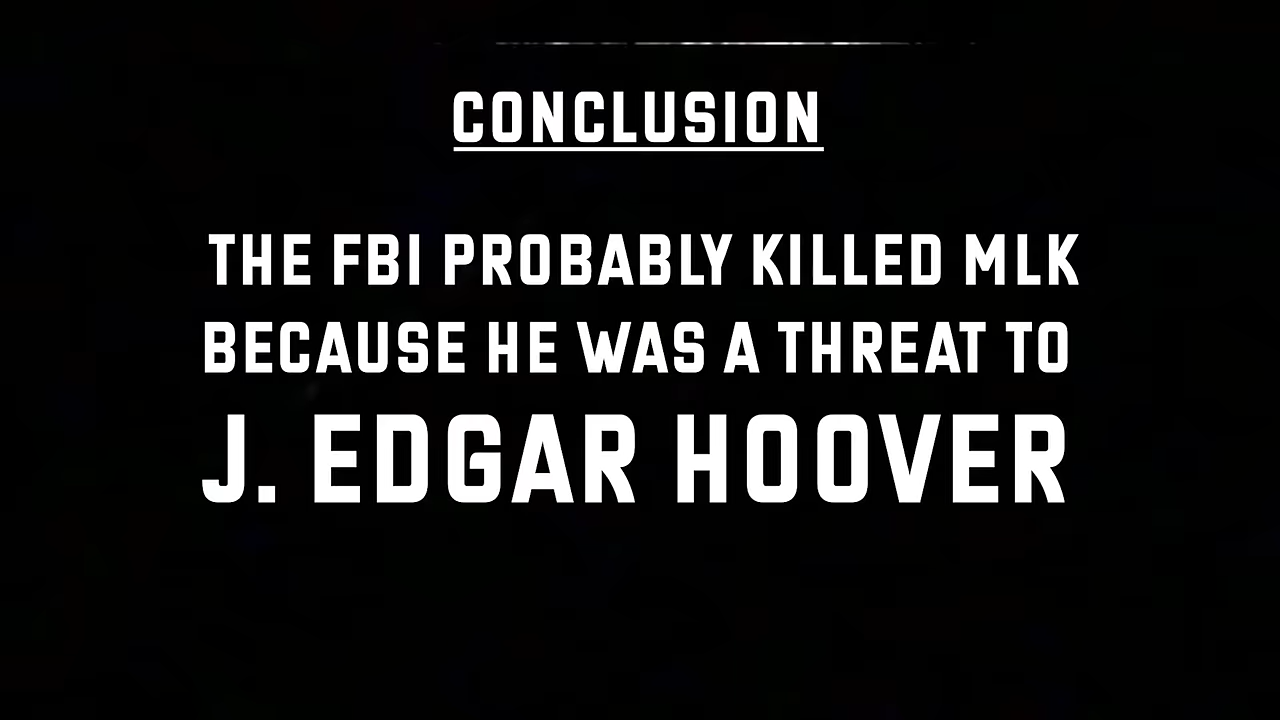 CONCLUSION
THE FBI PROBABLY KILLED MLK
BECAUSE HE WAS A THREAT TO
J. EDGAR HOOVER